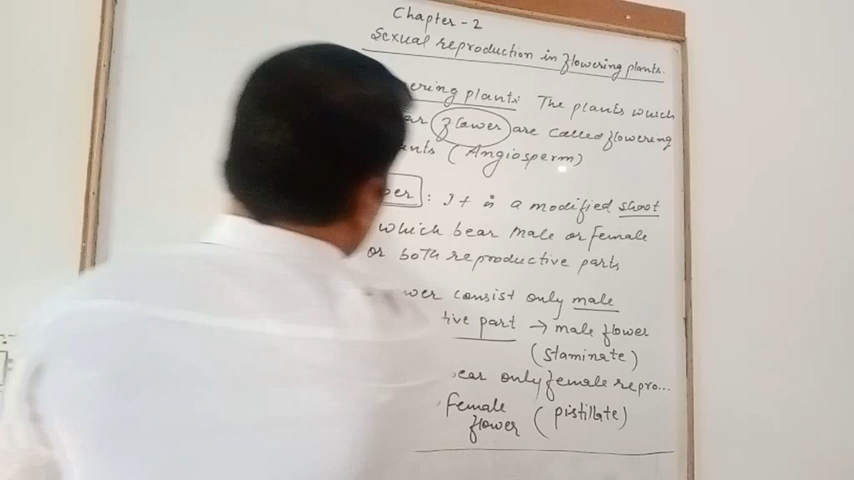 Chapter - 2
Sexual reproduction in flowering plants.
ering plants: The plants which
ar flower are called flowering
ants (Angiosperm)
er : It is a modified shoot
which bear male or female
or both reproductive parts
wer consist only male
tive part → male flower
(Staminate)
ear only female repro...
Female (pistillate)
flower